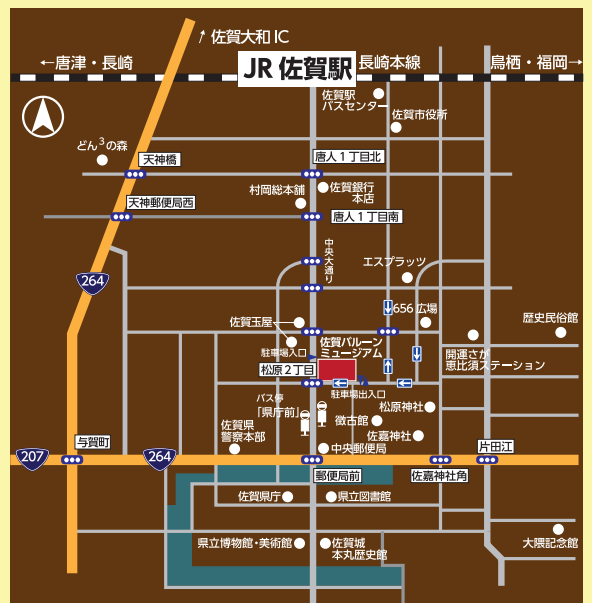 佐賀大和IC
←唐津・長崎
JR 佐賀駅
長崎本線
鳥栖・福岡→
佐賀駅
バスセンター
佐賀市役所
どん3の森
天神橋
唐人1丁目北
村岡総本舗
佐賀銀行
本店
天神郵便局西
唐人1丁目南
中央大通り
エスプラッツ
264
656広場
佐賀玉屋
歴史民俗館
駐車場入口
佐賀バルーン
ミュージアム
開運さが
恵比須ステーション
松原2丁目
駐車場出入口
バス停
「県庁前」
松原神社
徴古館
佐賀県
警察本部
佐嘉神社
与賀町
中央郵便局
片田江
207
264
郵便局前
佐嘉神社角
佐賀県庁
県立図書館
県立博物館・美術館
佐賀城
本丸歴史館
大隈記念館